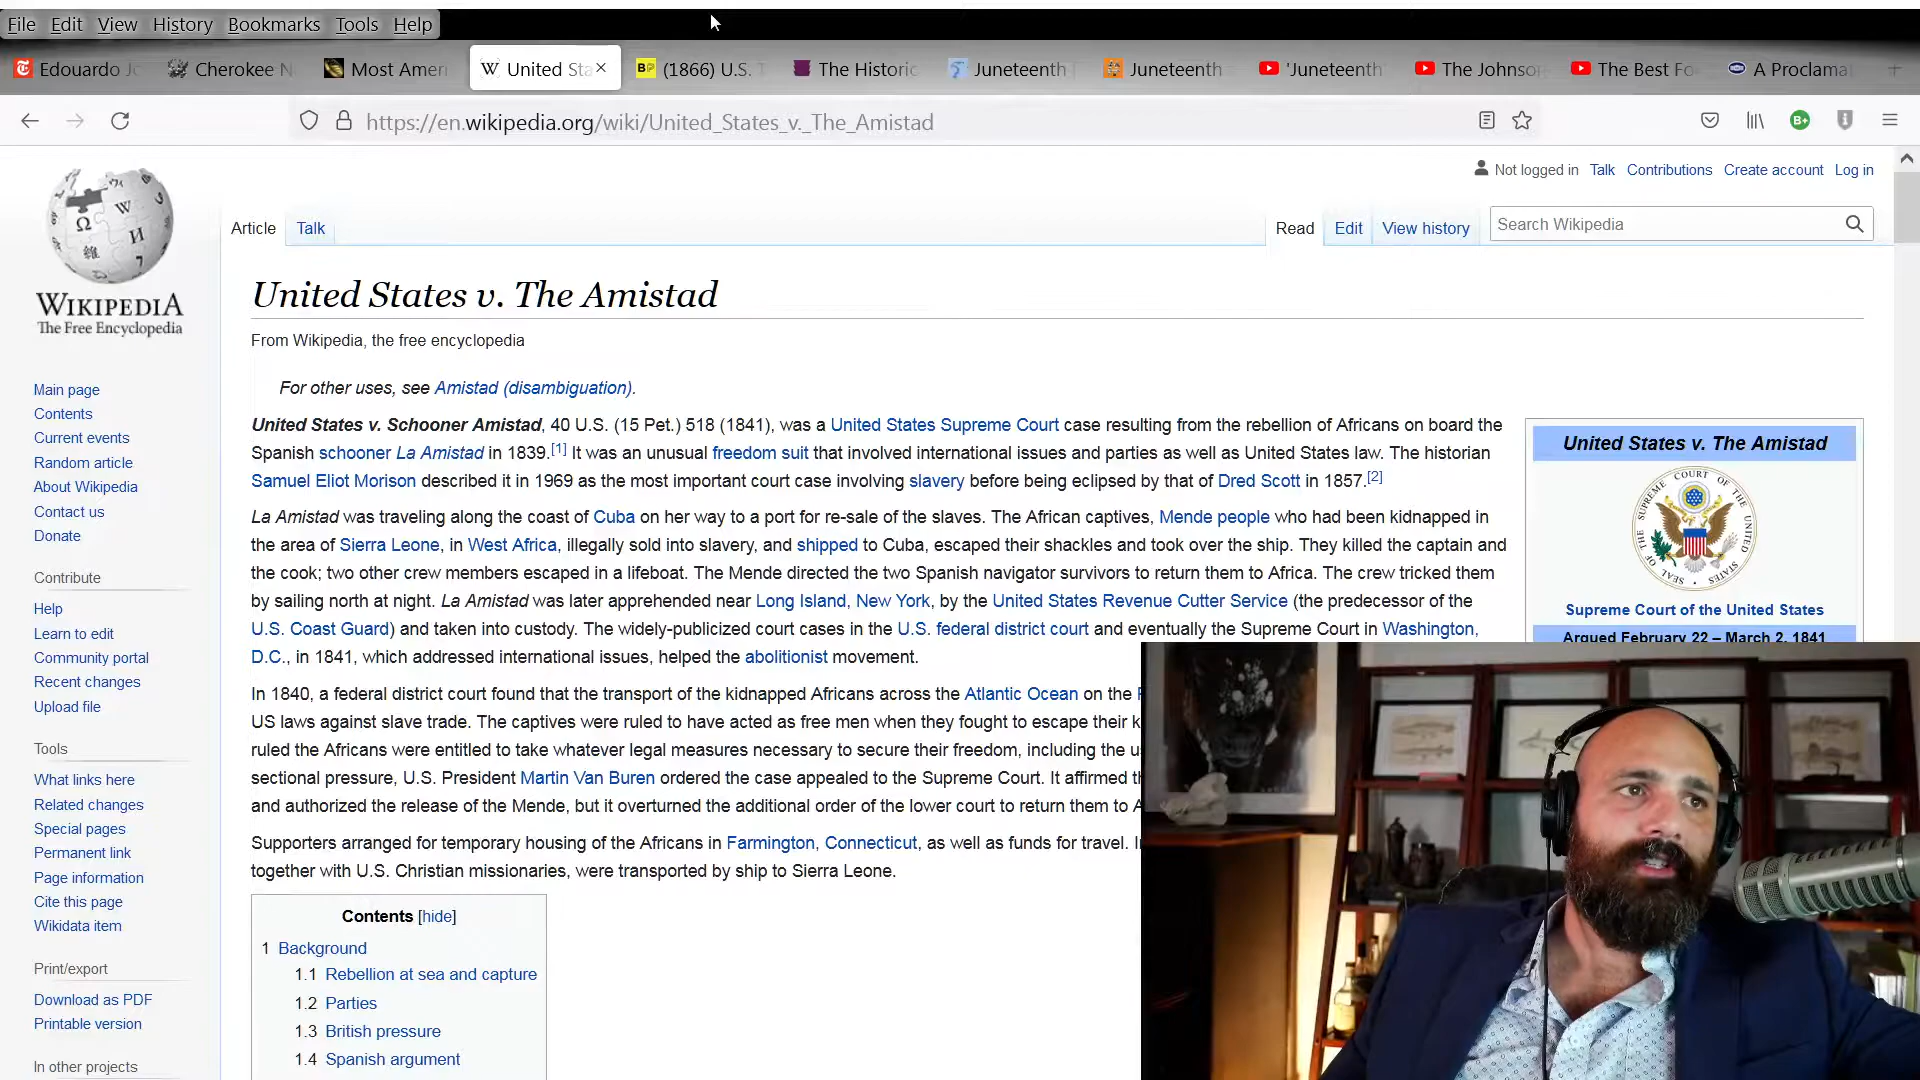 File Edit View History Bookmarks Tools Help
Edouardo Cherokee Most Amer United Sta (1866) U.S. The Historic Juneteenth Juneteenth 'Juneteenth The Johnso The Best Fo A Proclama
https://en.wikipedia.org/wiki/United_States_v._The_Amistad
Not logged in Talk Contributions Create account Log in
Article Talk Read Edit View history Search Wikipedia
WIKIPEDIA
The Free Encyclopedia
Main page
Contents
Current events
Random article
About Wikipedia
Contact us
Donate
Contribute
Help
Learn to edit
Community portal
Recent changes
Upload file
Tools
What links here
Related changes
Special pages
Permanent link
Page information
Cite this page
Wikidata item
Print/export
Download as PDF
Printable version
In other projects
United States v. The Amistad
From Wikipedia, the free encyclopedia
For other uses, see Amistad (disambiguation).
United States v. Schooner Amistad, 40 U.S. (15 Pet.) 518 (1841), was a United States Supreme Court case resulting from the rebellion of Africans on board the
Spanish schooner La Amistad in 1839.[1] It was an unusual freedom suit that involved international issues and parties as well as United States law. The historian
Samuel Eliot Morison described it in 1969 as the most important court case involving slavery before being eclipsed by that of Dred Scott in 1857.[2]
La Amistad was traveling along the coast of Cuba on her way to a port for re-sale of the slaves. The African captives, Mende people who had been kidnapped in
the area of Sierra Leone, in West Africa, illegally sold into slavery, and shipped to Cuba, escaped their shackles and took over the ship. They killed the captain and
the cook; two other crew members escaped in a lifeboat. The Mende directed the two Spanish navigator survivors to return them to Africa. The crew tricked them
by sailing north at night. La Amistad was later apprehended near Long Island, New York, by the United States Revenue Cutter Service (the predecessor of the
U.S. Coast Guard) and taken into custody. The widely-publicized court cases in the U.S. federal district court and eventually the Supreme Court in Washington,
D.C., in 1841, which addressed international issues, helped the abolitionist movement.
In 1840, a federal district court found that the transport of the kidnapped Africans across the Atlantic Ocean on the
US laws against slave trade. The captives were ruled to have acted as free men when they fought to escape their
ruled the Africans were entitled to take whatever legal measures necessary to secure their freedom, including the
sectional pressure, U.S. President Martin Van Buren ordered the case appealed to the Supreme Court. It affirmed
and authorized the release of the Mende, but it overturned the additional order of the lower court to return them to
Supporters arranged for temporary housing of the Africans in Farmington, Connecticut, as well as funds for travel.
together with U.S. Christian missionaries, were transported by ship to Sierra Leone.
Contents [hide]
1 Background
1.1 Rebellion at sea and capture
1.2 Parties
1.3 British pressure
1.4 Spanish argument
United States v. The Amistad
Supreme Court of the United States
Argued February 22 – March 2, 1841